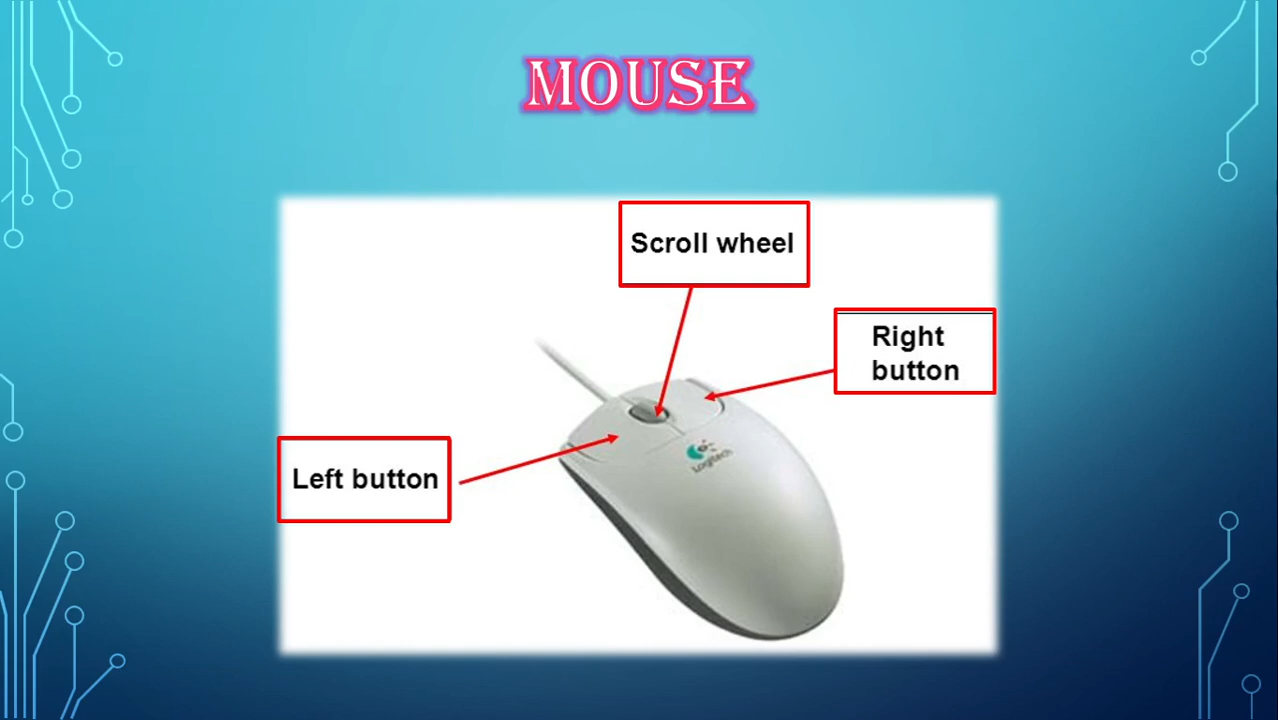 MOUSE
Scroll wheel
Right
button
Left button
Logitech